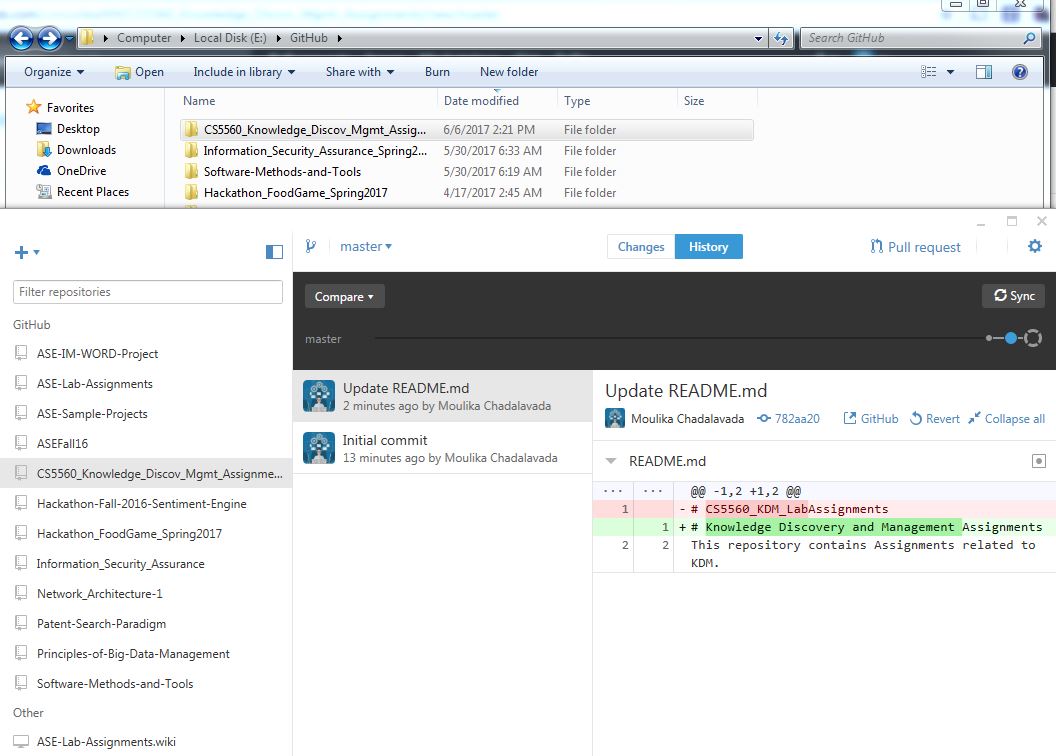 Computer Local Disk (E:) GitHub Search GitHub
Organize Open Include in library Share with Burn New folder
Favorites
Desktop
Downloads
OneDrive
Recent Places
Name Date modified Type Size
CS5560_Knowledge_Discov_Mgmt_Assig... 6/6/2017 2:21 PM File folder
Information_Security_Assurance_Spring2... 5/30/2017 6:33 AM File folder
Software-Methods-and-Tools 5/30/2017 6:19 AM File folder
Hackathon_FoodGame_Spring2017 4/17/2017 2:45 AM File folder
master Changes History Pull request
Filter repositories
GitHub
ASE-IM-WORD-Project
ASE-Lab-Assignments
ASE-Sample-Projects
ASEFall16
CS5560_Knowledge_Discov_Mgmt_Assignme...
Hackathon-Fall-2016-Sentiment-Engine
Hackathon_FoodGame_Spring2017
Information_Security_Assurance
Network_Architecture-1
Patent-Search-Paradigm
Principles-of-Big-Data-Management
Software-Methods-and-Tools
Other
ASE-Lab-Assignments.wiki
Compare Sync
master
Update README.md
2 minutes ago by Moulika Chadalavada
Initial commit
13 minutes ago by Moulika Chadalavada
Update README.md
Moulika Chadalavada 782aa20 GitHub Revert Collapse all
README.md
... ... @@ -1,2 +1,2 @@
1 - # CS5560_KDM_LabAssignments
1 + # Knowledge Discovery and Management Assignments
2 2 This repository contains Assignments related to
KDM.